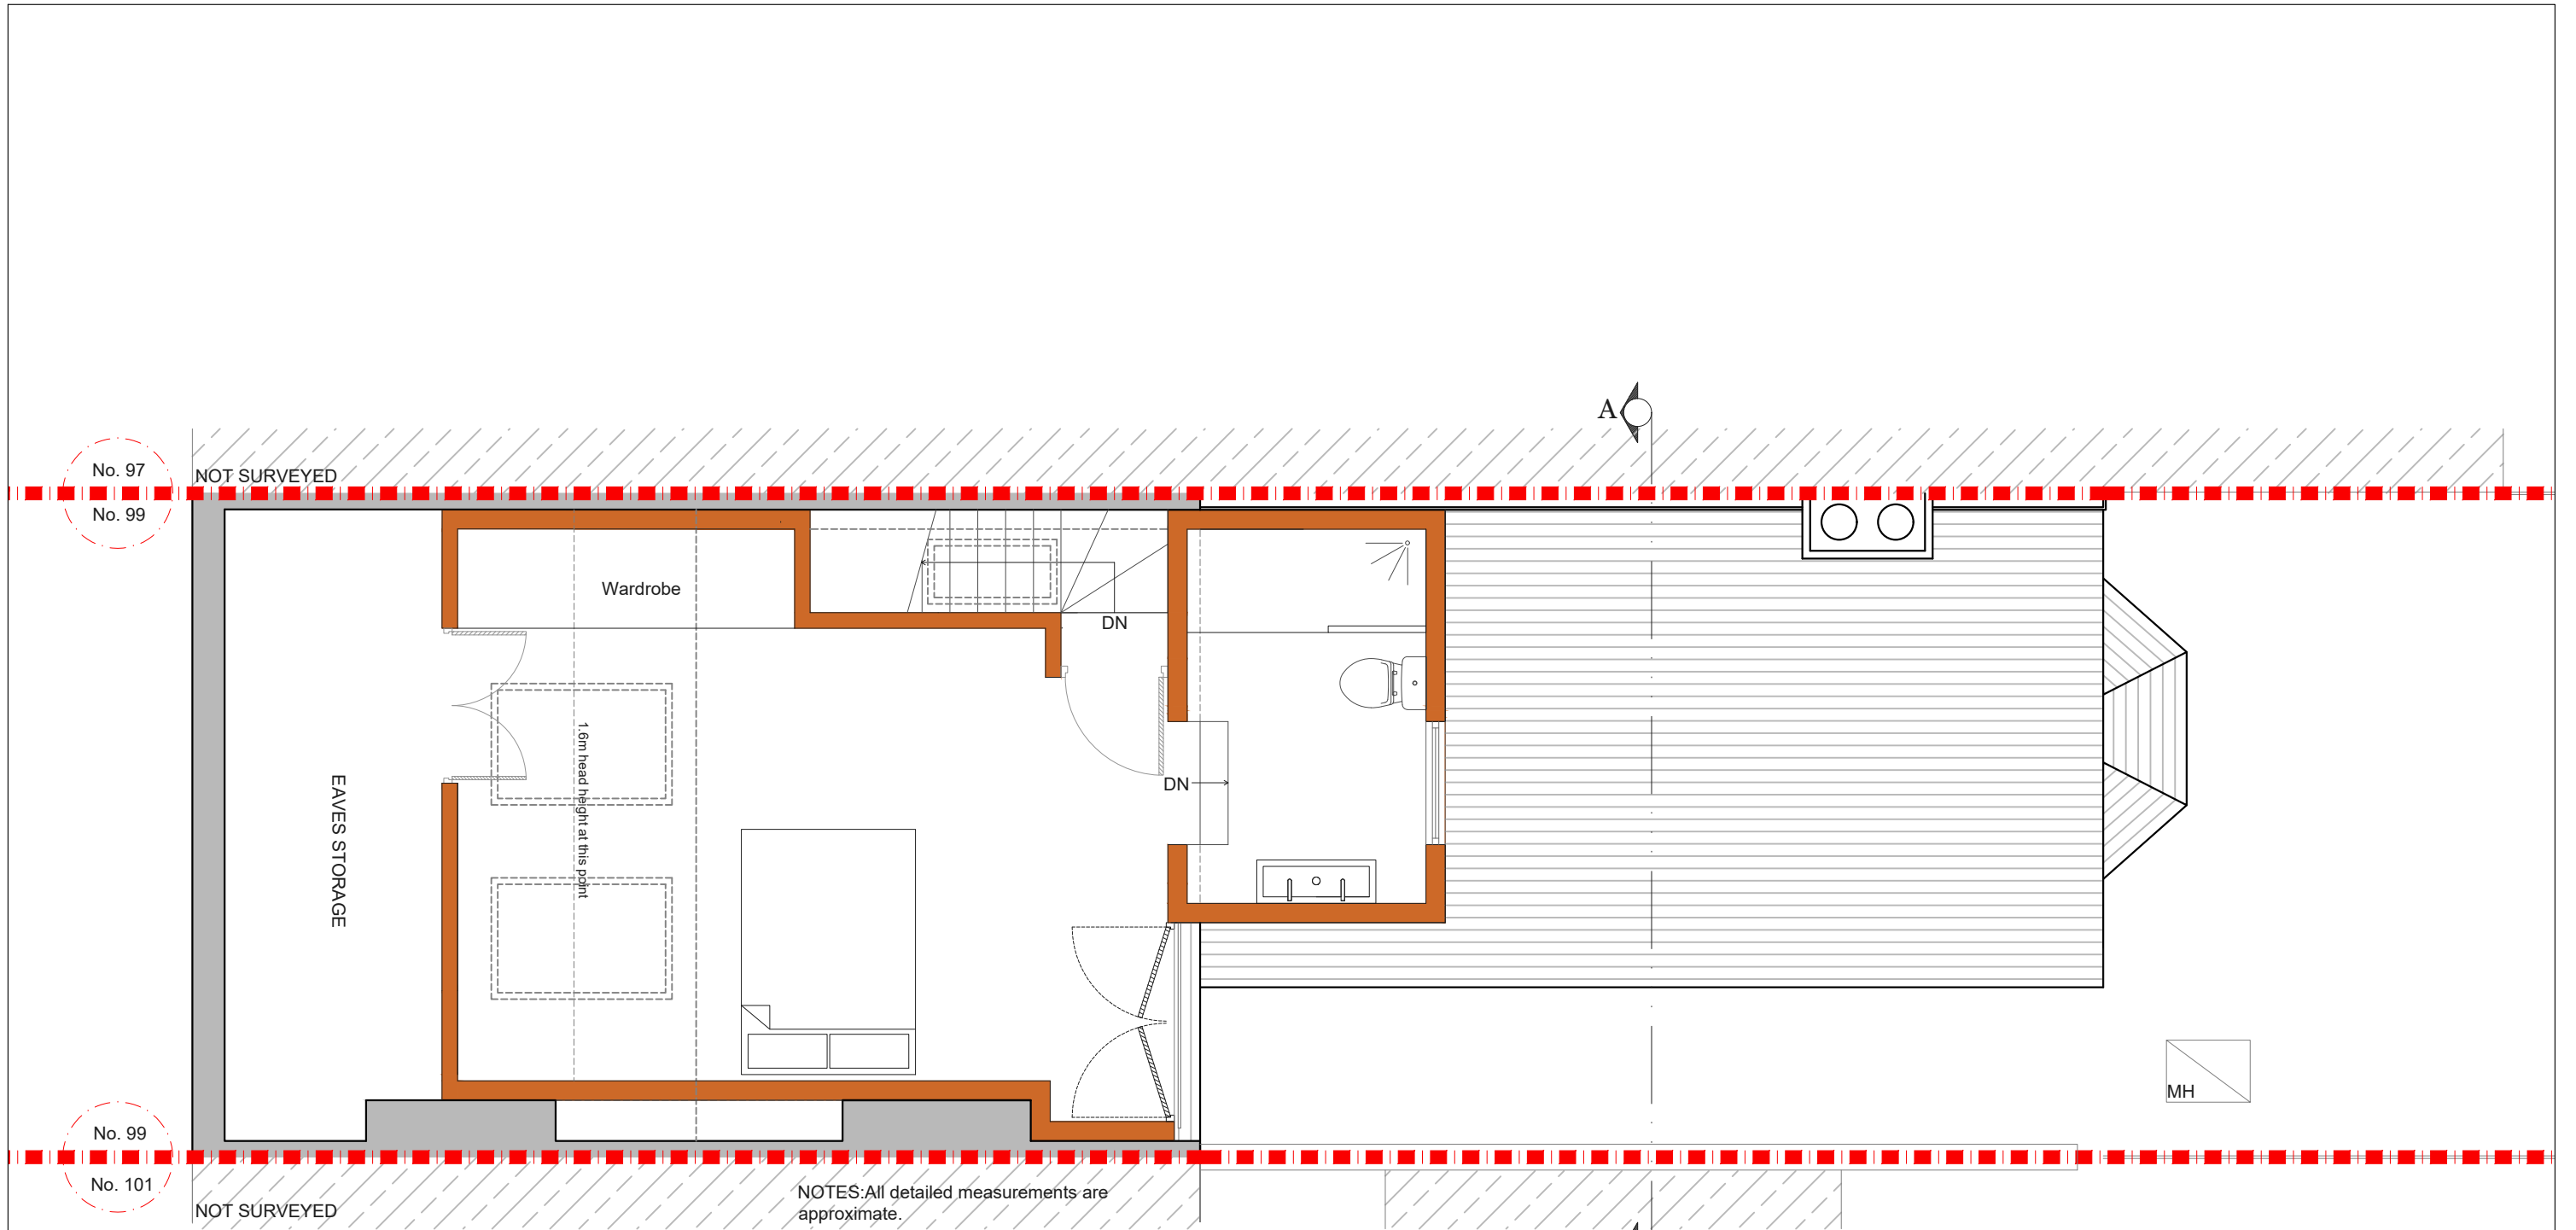 A
No. 97
NOT SURVEYED
No. 99
Wardrobe
DN
1.6m head height at this point
DN
EAVES STORAGE
MH
No. 99
No. 101
NOT SURVEYED
NOTES:All detailed measurements are
approximate.